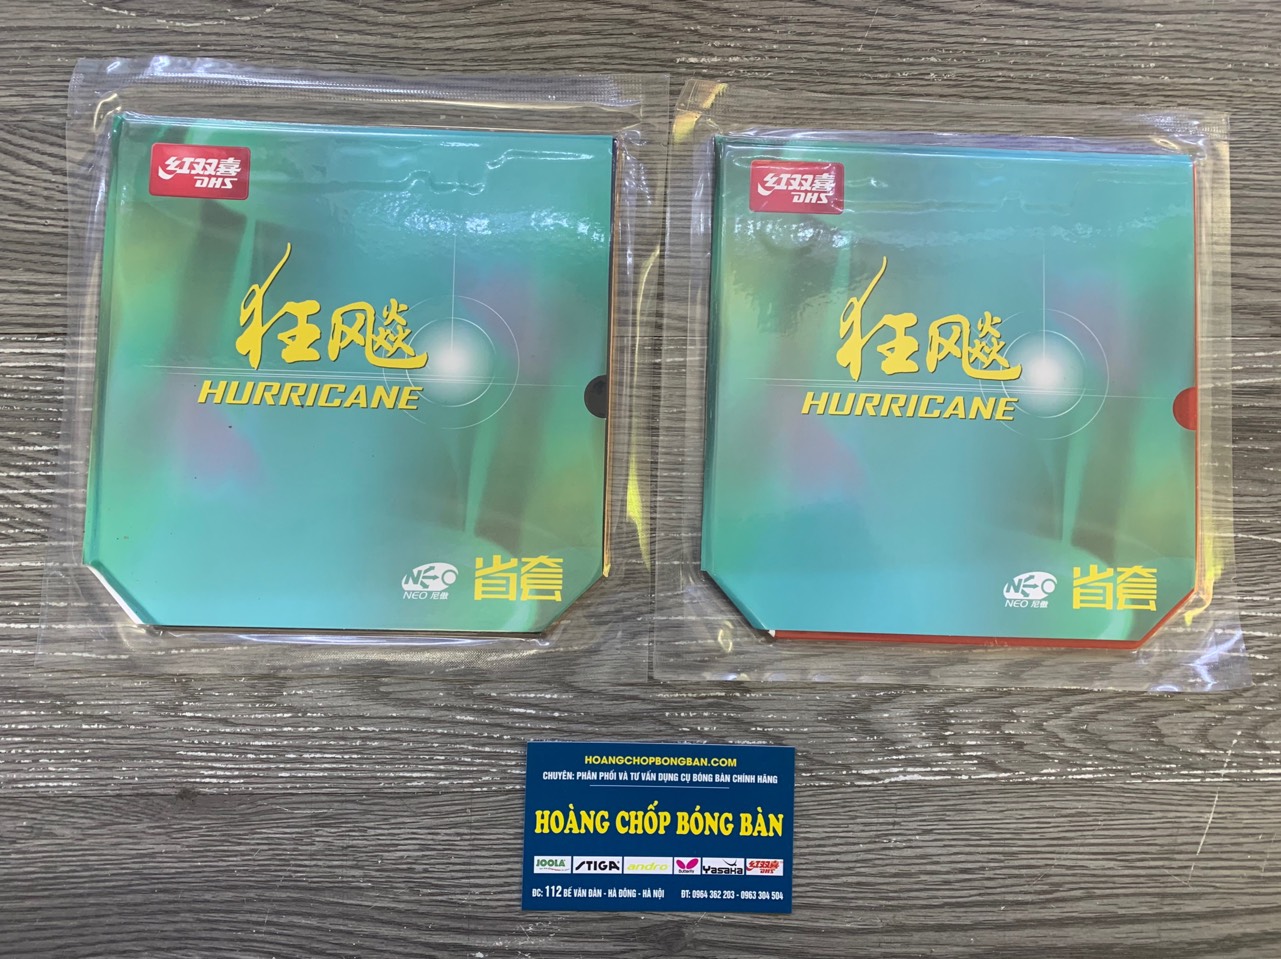 红双喜
DHS
狂飚
HURRICANE
NEO 尼傲
省套
红双喜
DHS
狂飚
HURRICANE
NEO 尼傲
省套
HOANGCHOPBONGBAN.COM
CHUYÊN: PHÂN PHỐI VÀ TƯ VẤN DỤNG CỤ BÓNG BÀN CHÍNH HÃNG
HOÀNG CHỐP BÓNG BÀN
JOOLA STIGA andro Butterfly Yasaka 红双喜 DHS
ĐC: 112 BẾ VĂN ĐÀN - HÀ ĐÔNG - HÀ NỘI ĐT: 0964 362 203 - 0963 304 504